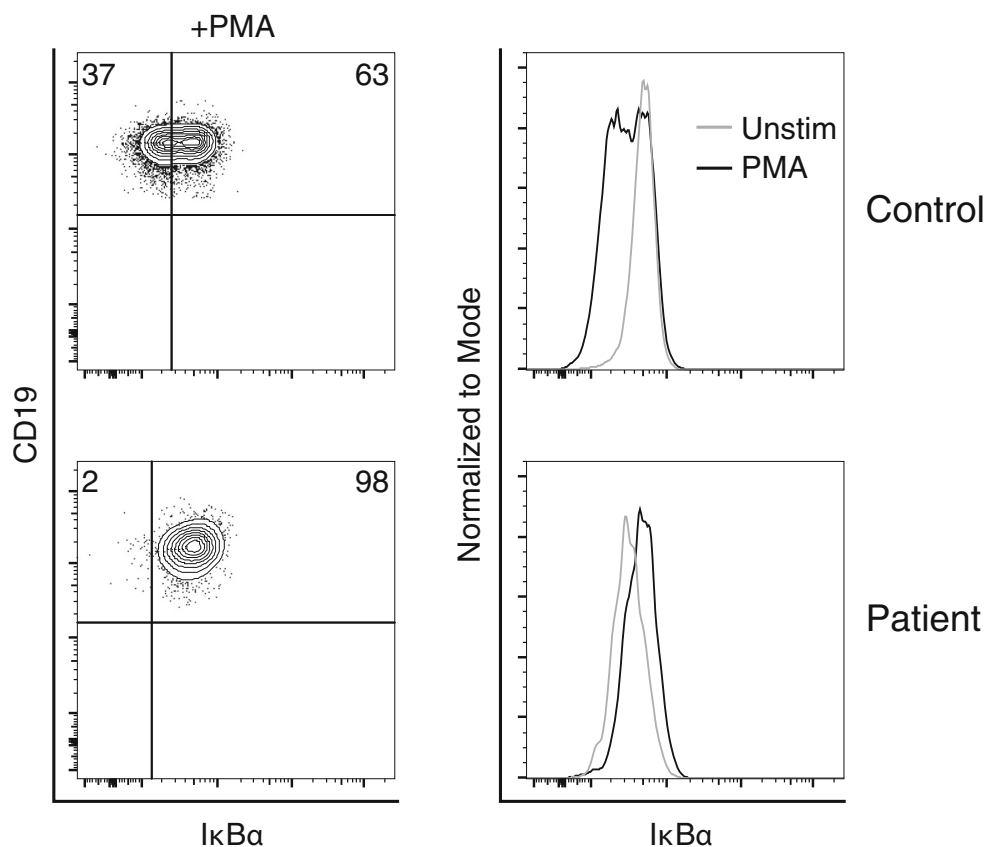 +PMA
37 63
Unstim
PMA
Control
CD19
Normalized to Mode
2 98
Patient
IκBα IκBα